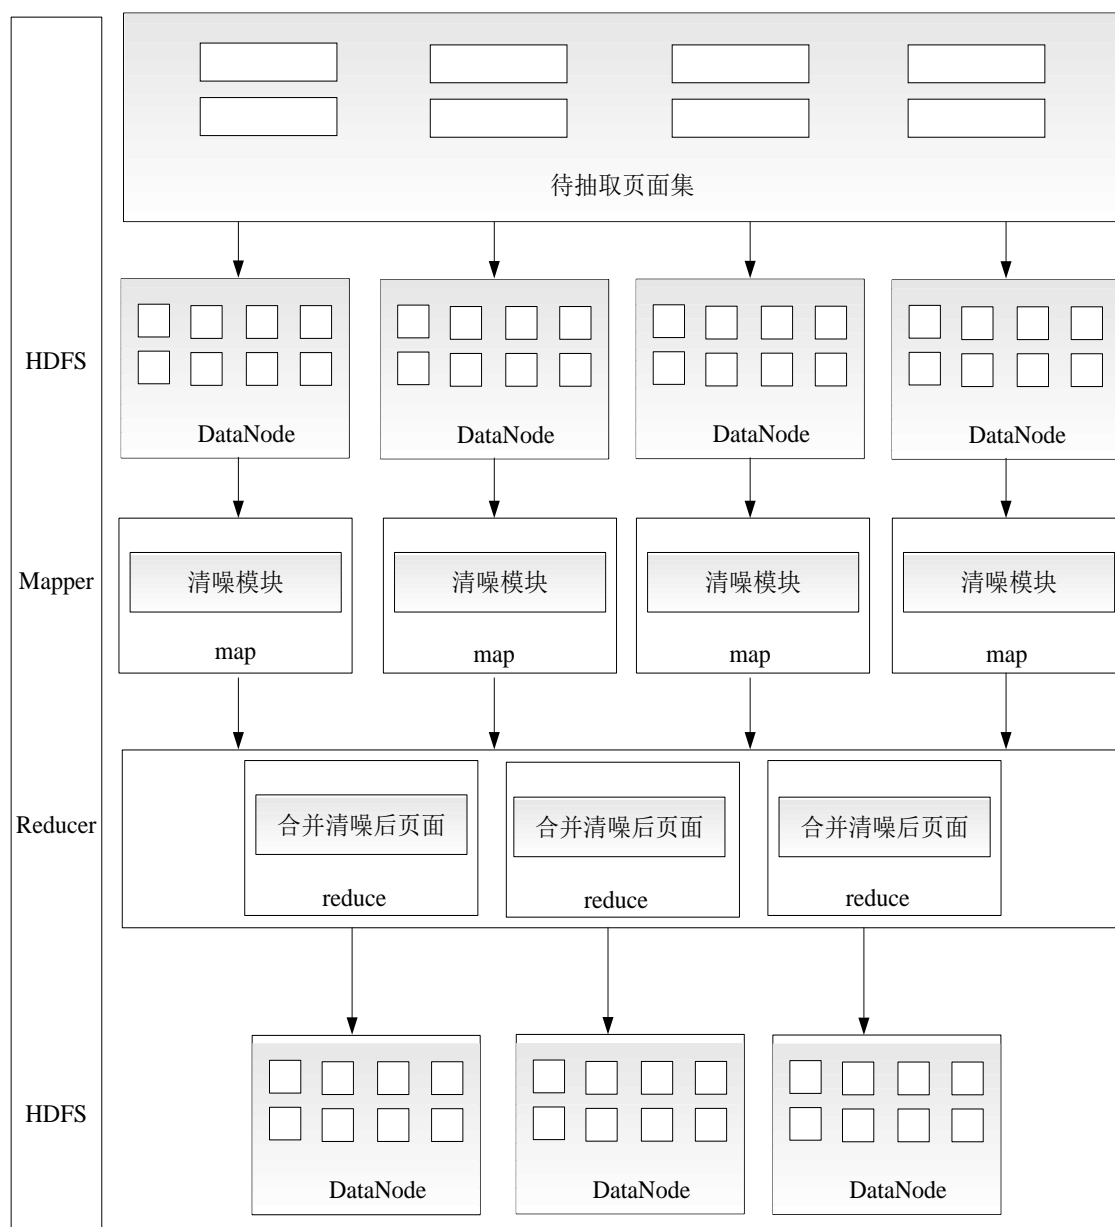 待抽取页面集
HDFS
DataNode DataNode DataNode DataNode
Mapper
清噪模块 清噪模块 清噪模块 清噪模块
map map map map
Reducer
合并清噪后页面 合并清噪后页面 合并清噪后页面
reduce reduce reduce
HDFS
DataNode DataNode DataNode